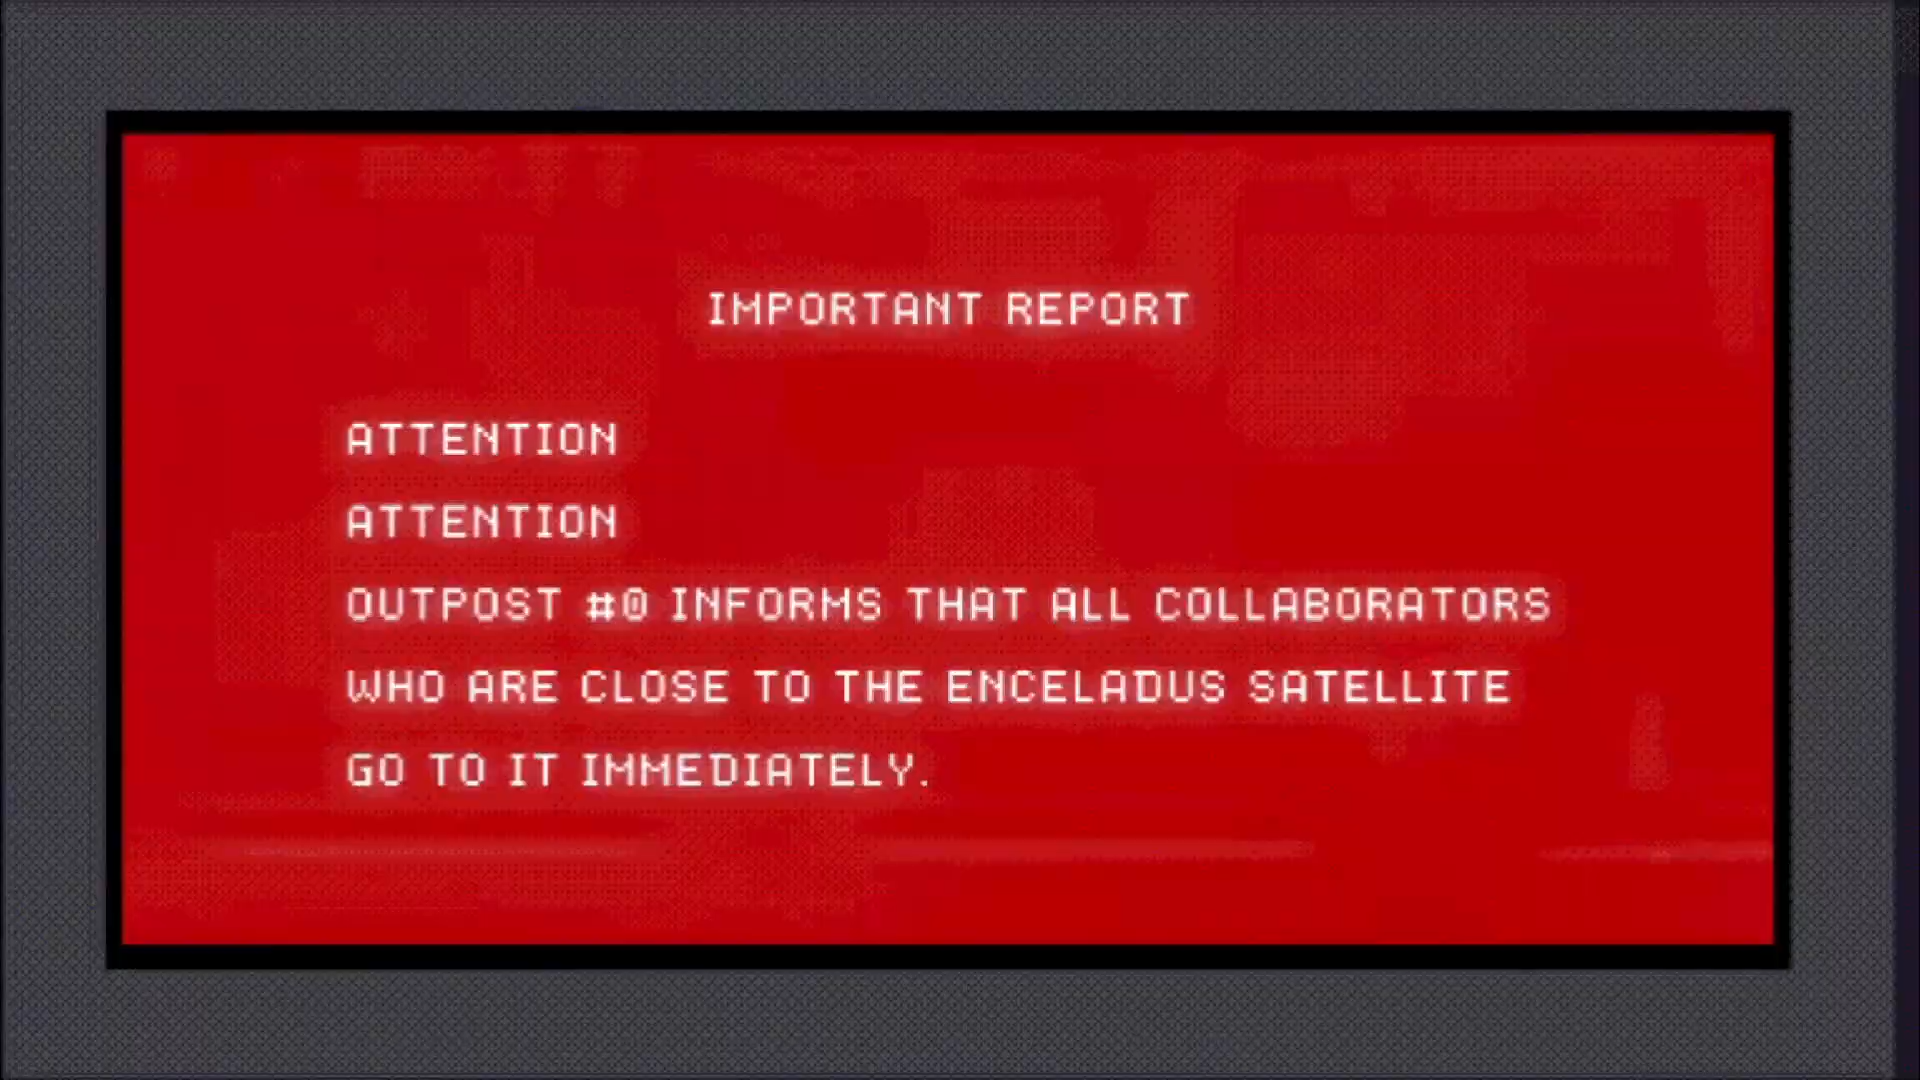 IMPORTANT REPORT
ATTENTION
ATTENTION
OUTPOST #0 INFORMS THAT ALL COLLABORATORS
WHO ARE CLOSE TO THE ENCELADUS SATELLITE
GO TO IT IMMEDIATELY.